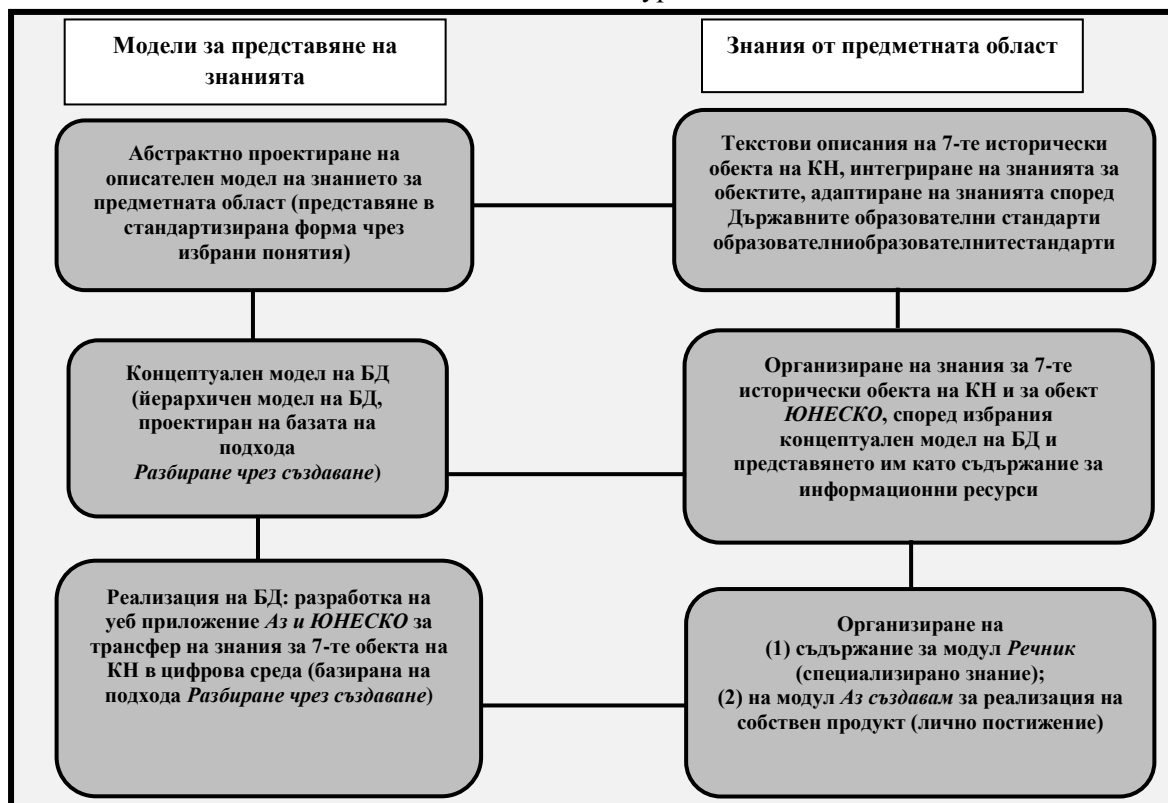 Модели за представяне на
знанията
Знания от предметната област
Абстрактно проектиране на
описателен модел на знанието за
предметната област (представяне в
стандартизирана форма чрез
избрани понятия)
Текстови описания на 7-те исторически
обекта на КН, интегриране на знанията за
обектите, адаптиране на знанията според
Държавните образователни стандарти
образователниобразователнитестандарти
Концептуален модел на БД
(йерархичен модел на БД,
проектиран на базата на
подхода
Разбиране чрез създаване)
Организиране на знания за 7-те
исторически обекта на КН и за обект
ЮНЕСКО, според избрания
концептуален модел на БД и
представянето им като съдържание за
информационни ресурси
Реализация на БД: разработка на
уеб приложение Аз и ЮНЕСКО за
трансфер на знания за 7-те обекта на
КН в цифрова среда (базирана на
подхода Разбиране чрез създаване)
Организиране на
(1) съдържание за модул Речник
(специализирано знание);
(2) на модул Аз създавам за реализация на
собствен продукт (лично постижение)